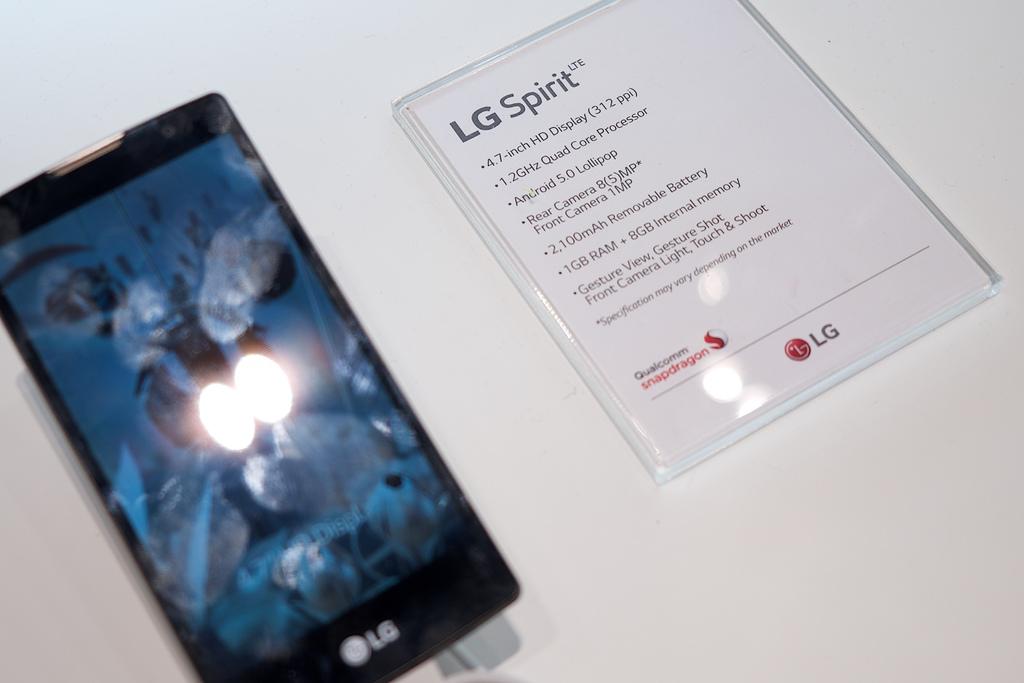 LG Spirit LTE
• 4.7-inch HD Display (312 ppi)
• 1.2GHz Quad Core Processor
• Android 5.0 Lollipop
• Rear Camera 8(5)MP*
Front Camera 1MP
• 2,100mAh Removable Battery
• 1GB RAM + 8GB Internal memory
• Gesture View, Gesture Shot
Front Camera Light, Touch & Shoot
*Specification may vary depending on the market
Qualcomm
snapdragon
LG
LG